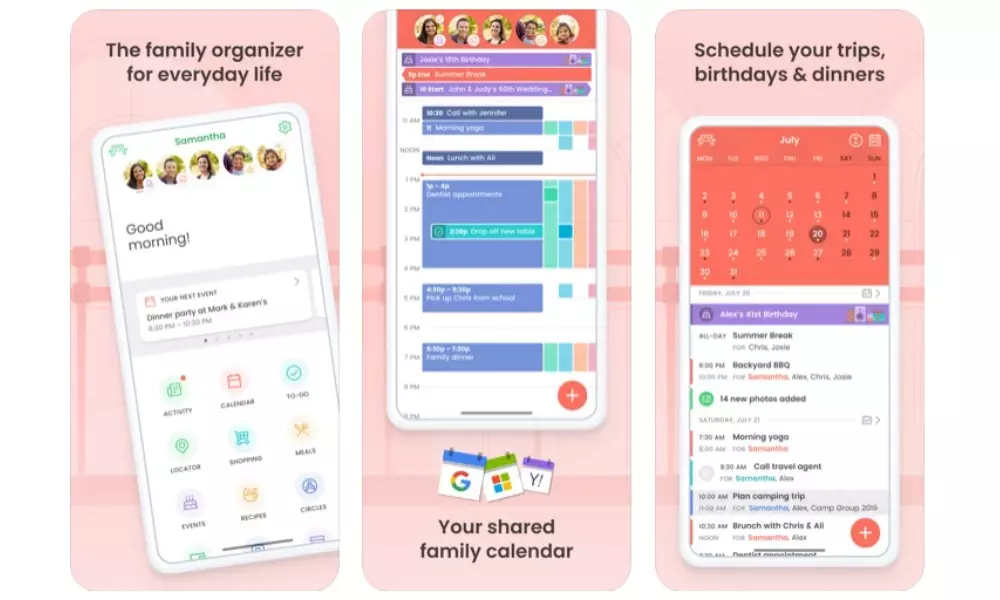 The family organizer
for everyday life
Samantha
Good
morning!
YOUR NEXT EVENT
Dinner party at Mark & Karen's
6:30 PM – 10:30 PM
ACTIVITY
CALENDAR
TO-DO
LOCATOR
SHOPPING
MEALS
EVENTS
RECIPES
CIRCLES
Josie's 15th Birthday
Summer Break
10 Start John & Judy's 50th Wedding...
10:30 Call with Jennifer
11 AM
11 Morning yoga
NOON
Noon Lunch with Ali
1 PM
1p – 4p
Dentist appointments
2 PM
2:30p Drop off new table
3 PM
4 PM
4:30p – 5:30p
5 PM
Pick up Chris from school
6 PM
6:30p – 7:30p
7 PM
Family dinner
8 PM
+
G
Y!
Your shared
family calendar
Schedule your trips,
birthdays & dinners
July
MON TUE WED THU FRI SAT SUN
1
2 3 4 5 6 7 8
9 10 11 12 13 14 15
16 17 18 19 20 21 22
23 24 25 26 27 28 29
30 31
FRIDAY, JULY 20
Alex's 41st Birthday
ALL-DAY Summer Break
FOR Chris, Josie
Backyard BBQ
10:00 PM FOR Samantha, Alex, Chris, Josie
14 new photos added
SATURDAY, JULY 21
7:30 AM Morning yoga
8:00 AM FOR Samantha
9:30 AM Call travel agent
FOR Samantha, Alex
10:00 AM Plan camping trip
11:00 AM FOR Samantha, Alex, Camp Group 2019
10:30 AM Brunch with Chris & Ali
NOON FOR Samantha, Alex
11:30 AM Dentist appointment
+